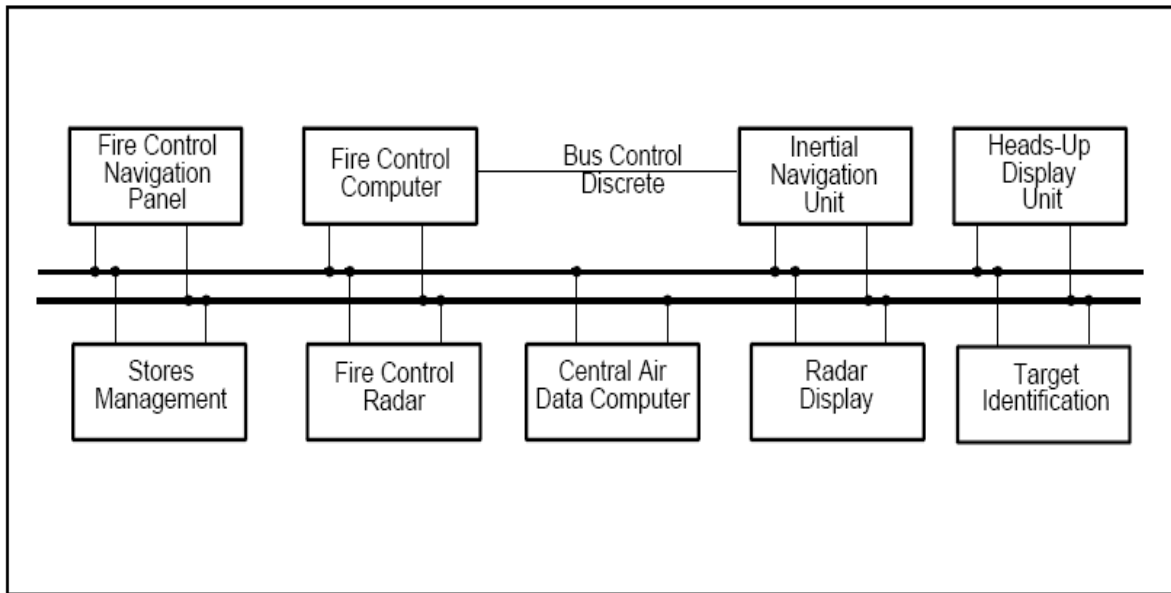 Fire Control
Navigation
Panel
Fire Control
Computer
Bus Control
Discrete
Inertial
Navigation
Unit
Heads-Up
Display
Unit
Stores
Management
Fire Control
Radar
Central Air
Data Computer
Radar
Display
Target
Identification